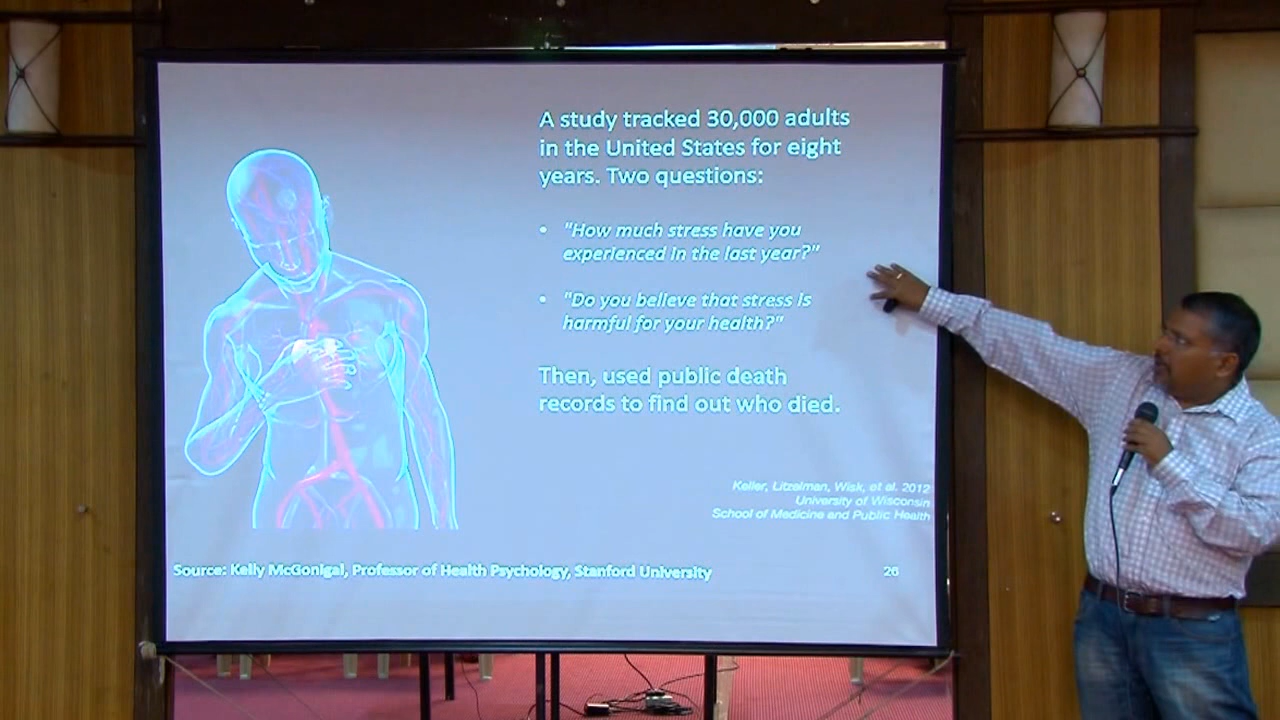 A study tracked 30,000 adults
in the United States for eight
years. Two questions:
• "How much stress have you
experienced in the last year?"
• "Do you believe that stress is
harmful for your health?"
Then, used public death
records to find out who died.
Keller, Litzelman, Wisk, et al. 2012
University of Wisconsin
School of Medicine and Public Health
Source: Kelly McGonigal, Professor of Health Psychology, Stanford University
26